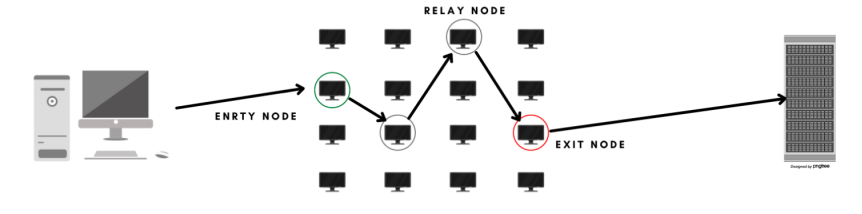 RELAY NODE
ENRTY NODE
EXIT NODE
Designed by pngtree